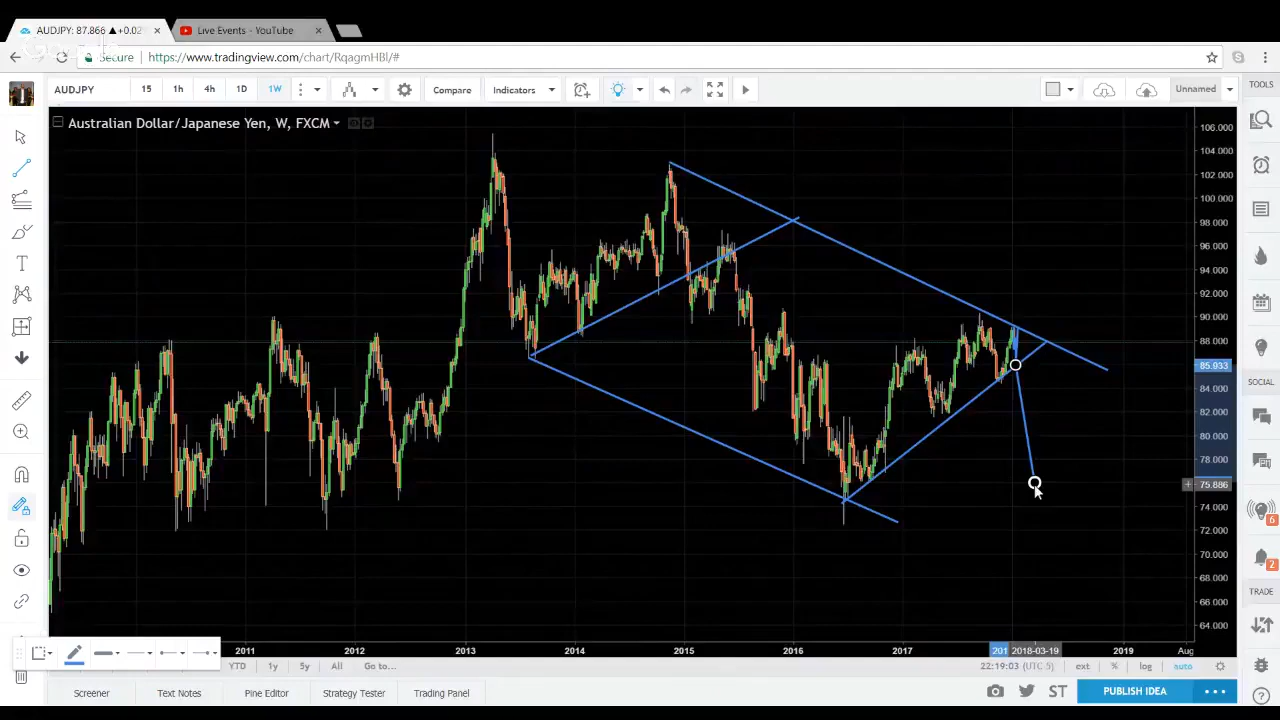 AUDJPY: 87.866 ▲+0.02% × Live Events - YouTube ×
Secure https://www.tradingview.com/chart/RqagmHBl/#
AUDJPY 15 1h 4h 1D 1W Compare Indicators Unnamed
TOOLS
Australian Dollar/Japanese Yen, W, FXCM
106.000
104.000
102.000
100.000
98.000
96.000
94.000
92.000
90.000
88.000
85.933
84.000
SOCIAL
82.000
80.000
78.000
75.886
74.000
6
72.000
70.000
2
68.000
TRADE
66.000
64.000
2011 2012 2013 2014 2015 2016 2017 201 2018-03-19 2019 Aug
YTD 1y 5y All Go to... 22:19:03 (UTC-5) ext % log auto
Screener Text Notes Pine Editor Strategy Tester Trading Panel ST PUBLISH IDEA